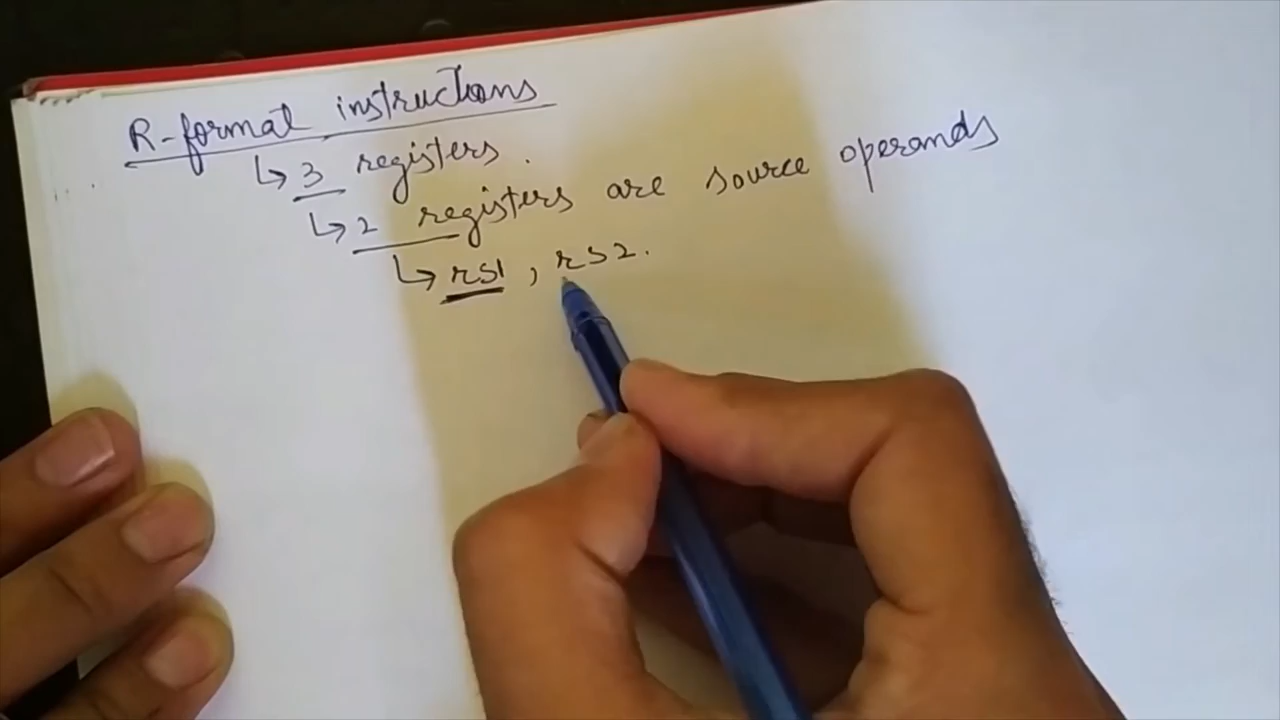 R-format instructions
↳ 3 registers.
↳ 2 registers are source operands
↳ rs1, rs2.